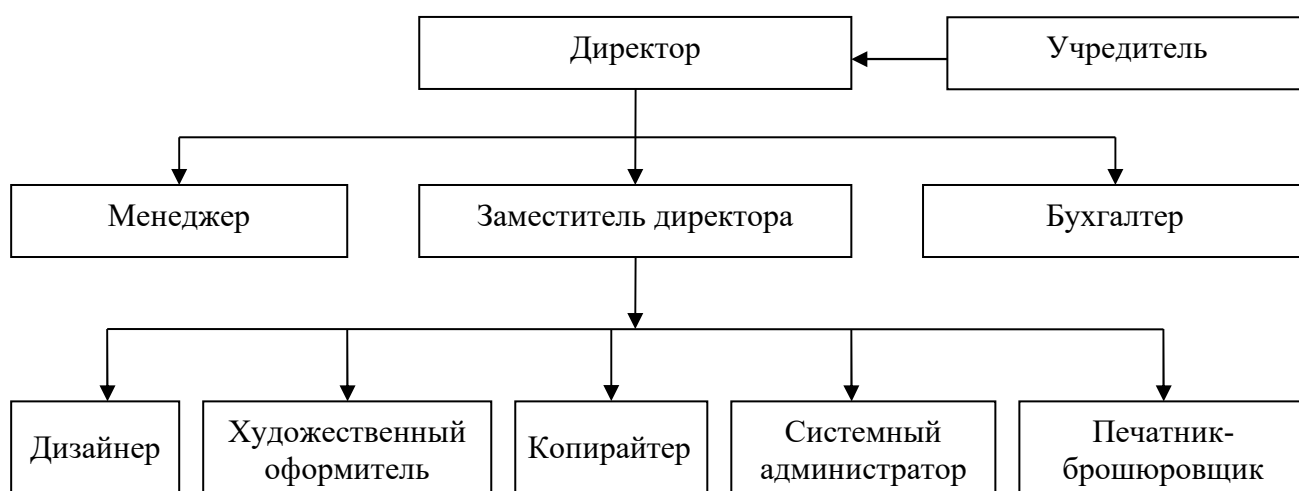 Директор
Учредитель
Менеджер
Заместитель директора
Бухгалтер
Дизайнер
Художественный
оформитель
Копирайтер
Системный
администратор
Печатник-
брошюровщик